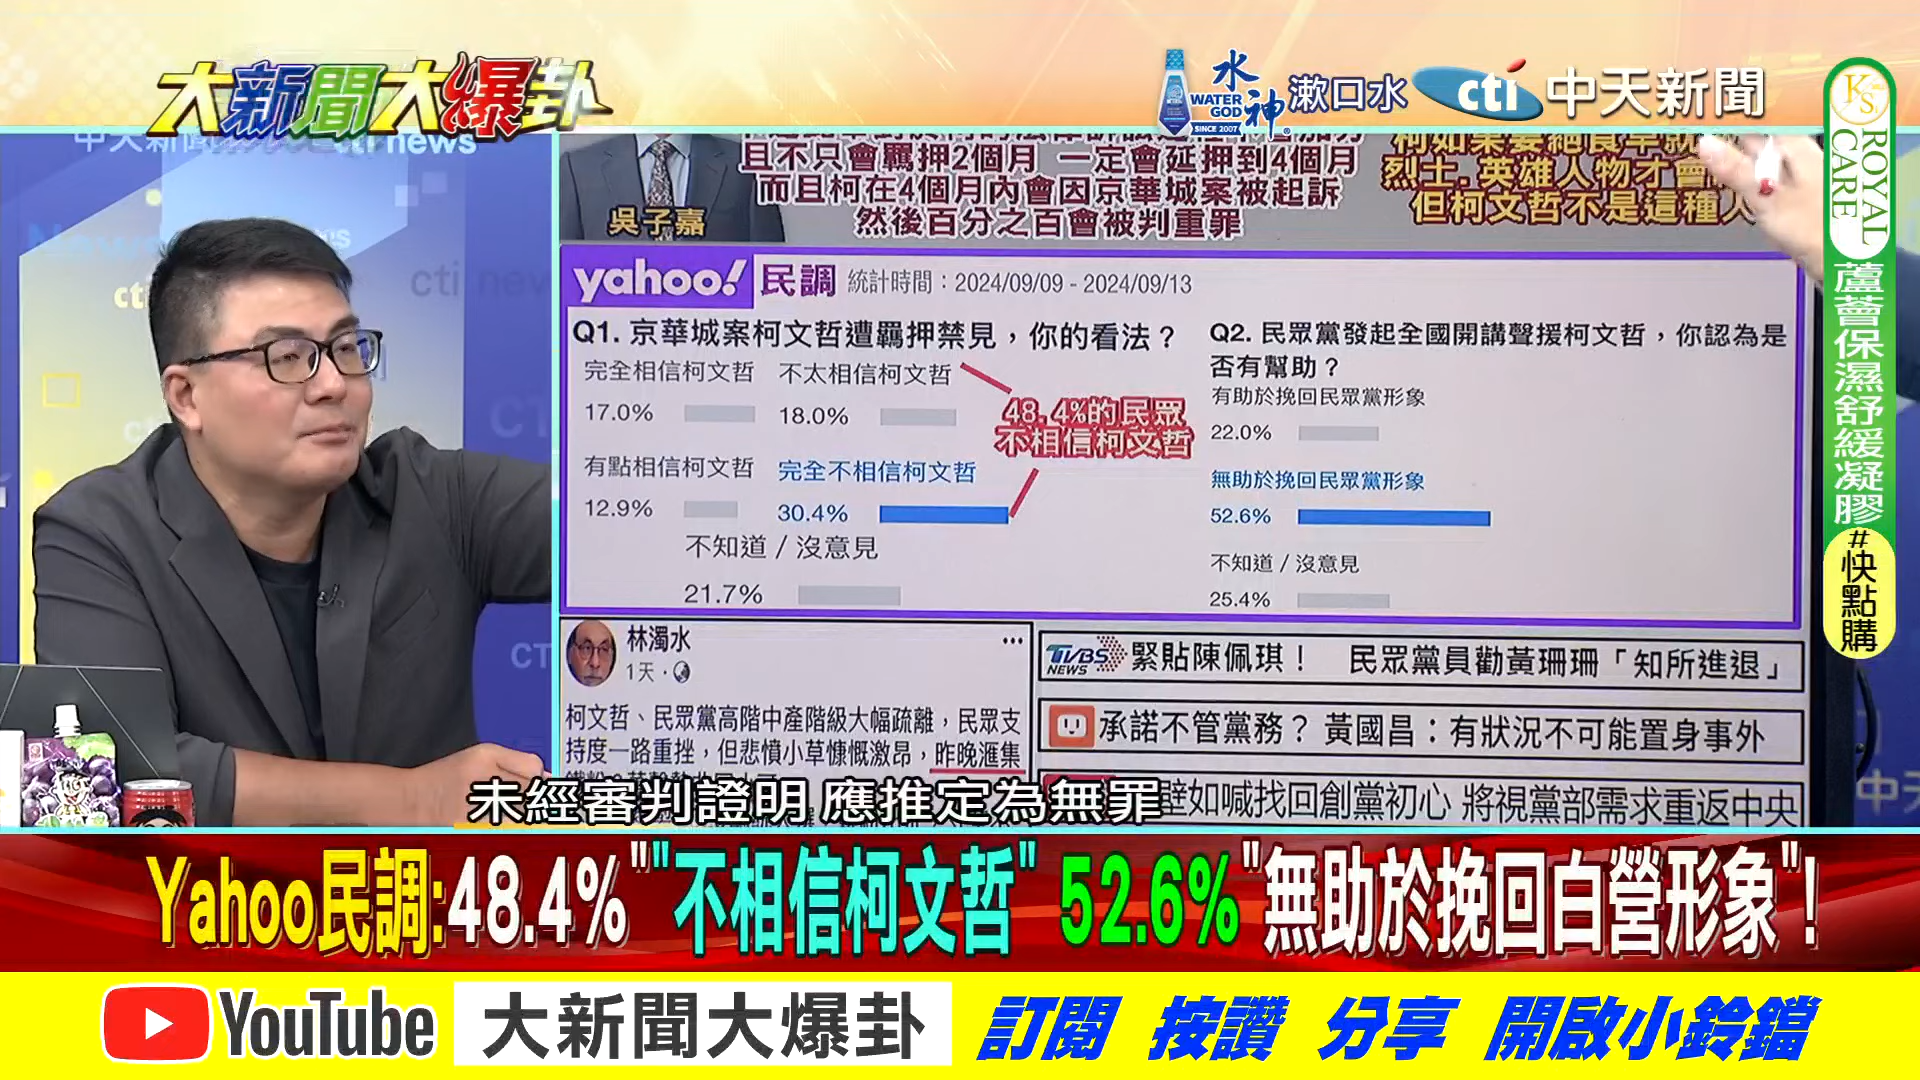 大新聞大爆卦
水神
WATER GOD
SINCE 2007
漱口水
cti 中天新聞
KS
ROYAL CARE
蘆薈保濕舒緩凝膠
#快點購
且不只會羈押2個月 一定會延押到4個月
而且柯在4個月內會因京華城案被起訴
然後百分之百會被判重罪
吳子嘉
烈士.英雄人物才會
但柯文哲不是這種人
yahoo! 民調 統計時間：2024/09/09 - 2024/09/13
Q1. 京華城案柯文哲遭羈押禁見，你的看法？
完全相信柯文哲 不太相信柯文哲
17.0% 18.0%
48.4%的民眾
不相信柯文哲
有點相信柯文哲 完全不相信柯文哲
12.9% 30.4%
不知道 / 沒意見
21.7%
Q2. 民眾黨發起全國開講聲援柯文哲，你認為是
否有幫助？
有助於挽回民眾黨形象
22.0%
無助於挽回民眾黨形象
52.6%
不知道 / 沒意見
25.4%
林濁水
1天
柯文哲、民眾黨高階中產階級大幅疏離，民眾支
持度一路重挫，但悲憤小草慷慨激昂，昨晚滙集
TVBS NEWS 緊貼陳佩琪！ 民眾黨員勸黃珊珊「知所進退」
承諾不管黨務？ 黃國昌：有狀況不可能置身事外
壁如喊找回創黨初心 將視黨部需求重返中央
未經審判證明 應推定為無罪
Yahoo民調:48.4%""不相信柯文哲" 52.6%"無助於挽回白營形象"!
YouTube 大新聞大爆卦 訂閱 按讚 分享 開啟小鈴鐺